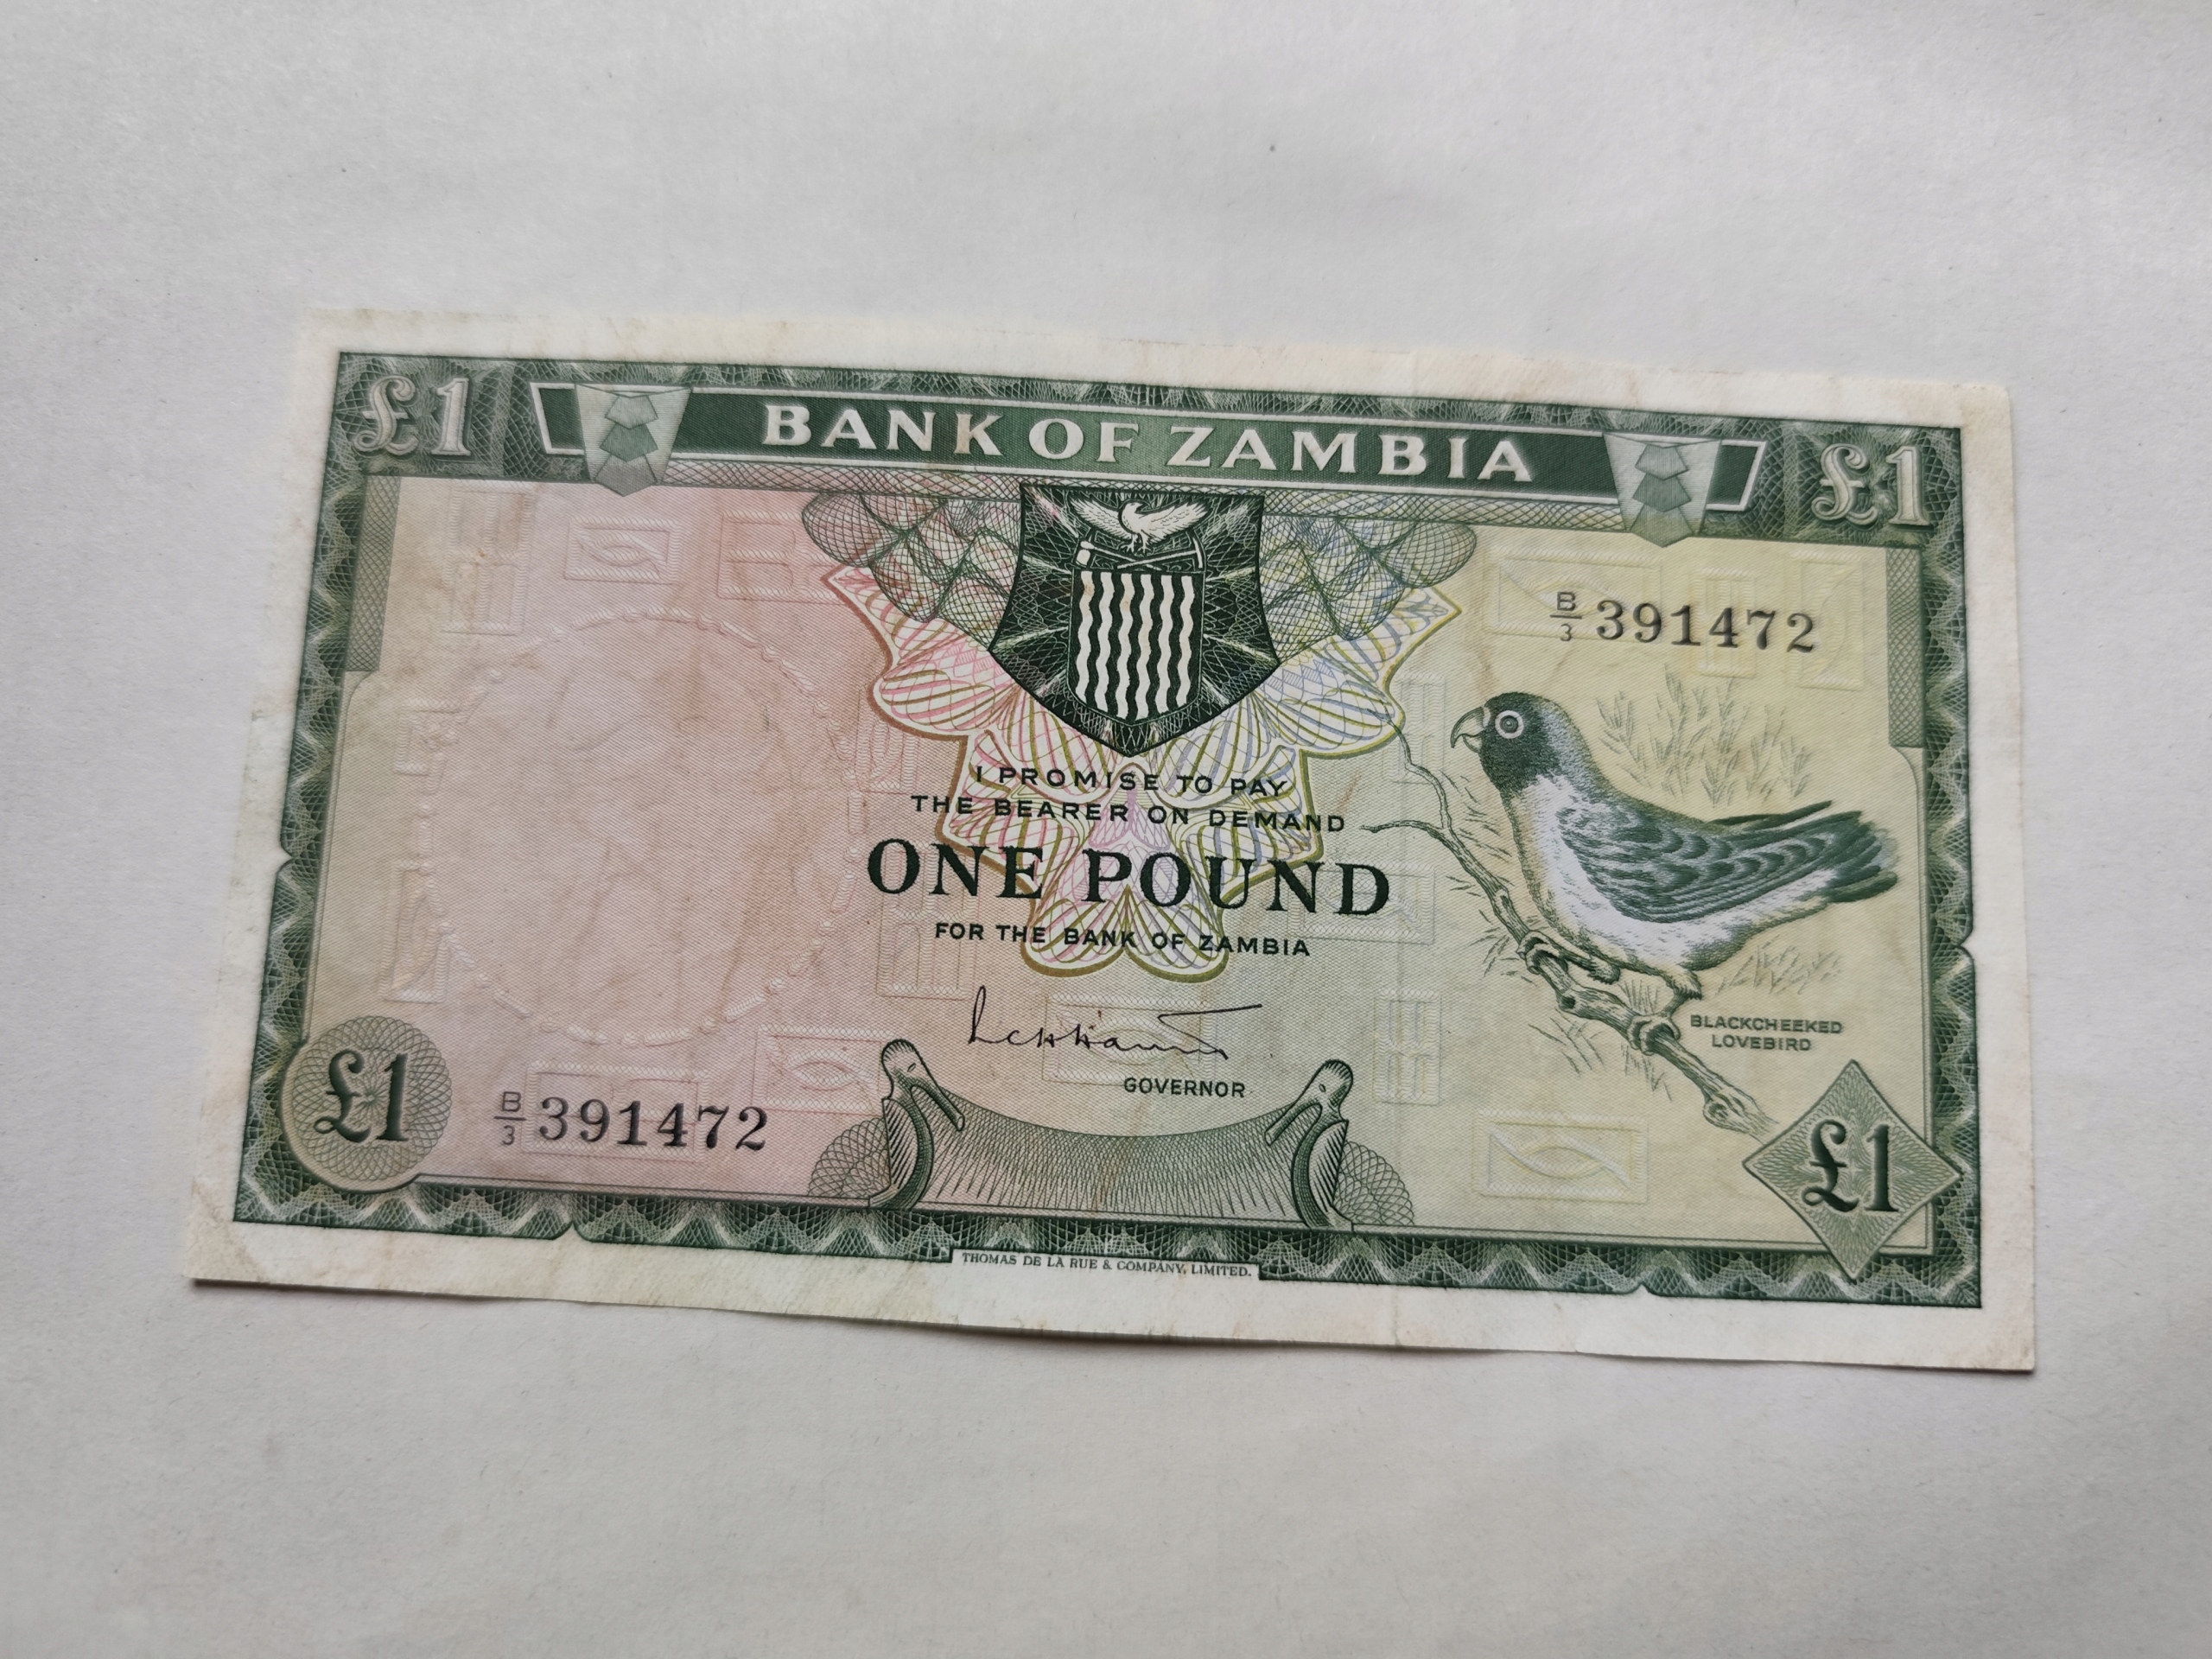 £1 BANK OF ZAMBIA £1
B/3 391472
I PROMISE TO PAY
THE BEARER ON DEMAND
ONE POUND
FOR THE BANK OF ZAMBIA
GOVERNOR
BLACKCHEEKED
LOVEBIRD
£1 B/3 391472 £1
THOMAS DE LA RUE & COMPANY, LIMITED.